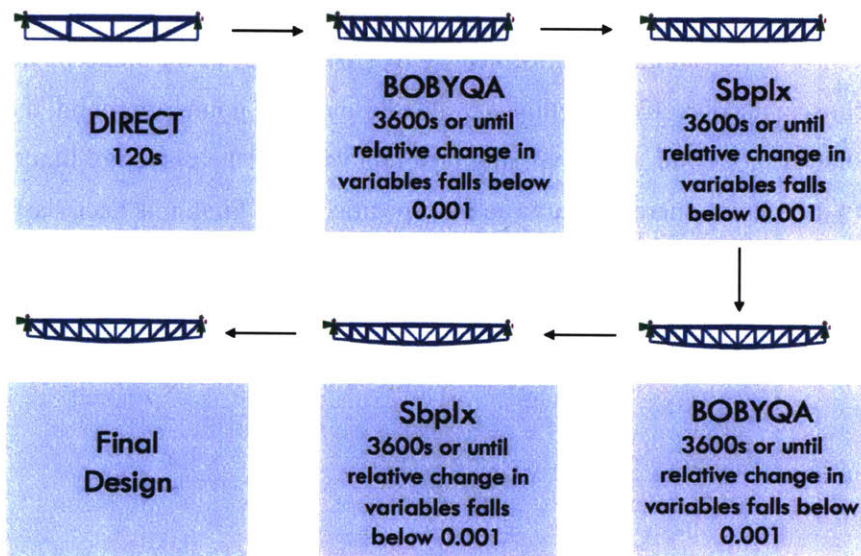 DIRECT
120s
BOBYQA
3600s or until
relative change in
variables falls below
0.001
Sbplx
3600s or until
relative change in
variables falls
below 0.001
Final
Design
Sbplx
3600s or until
relative change in
variables falls
below 0.001
BOBYQA
3600s or until
relative change in
variables falls below
0.001